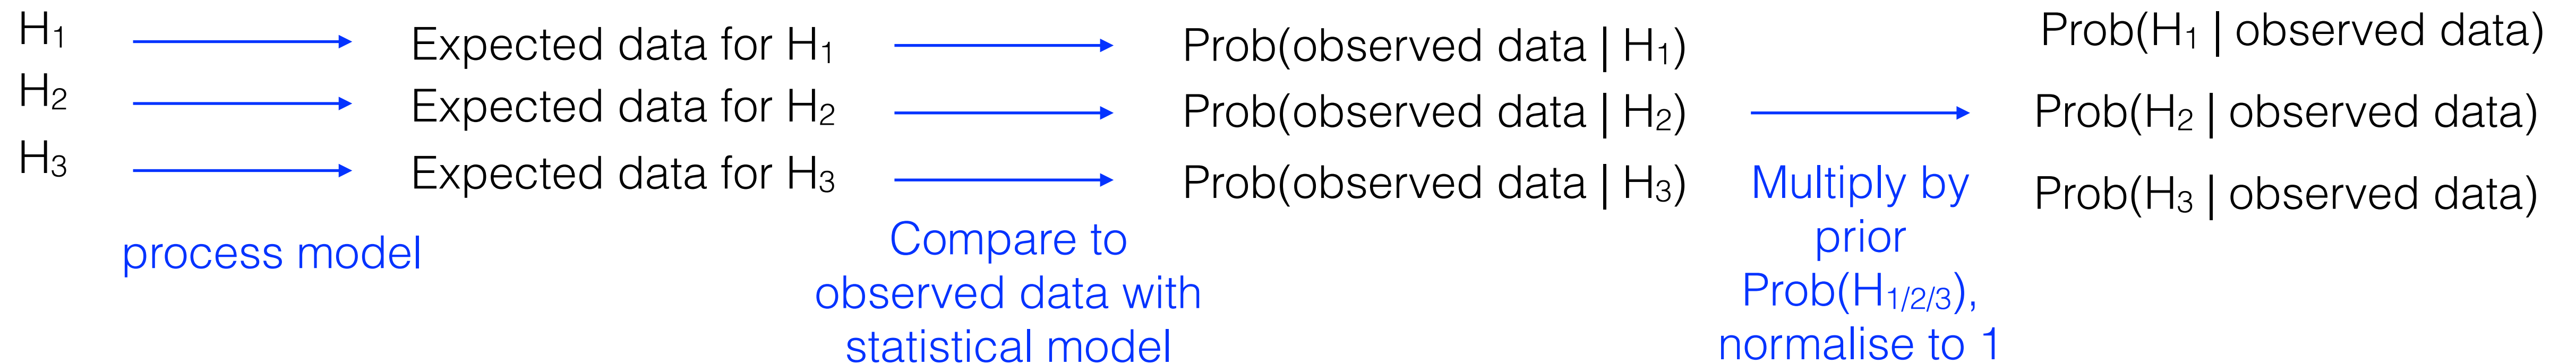 H₁
H₂
H₃
process model
Expected data for H₁
Expected data for H₂
Expected data for H₃
Compare to
observed data with
statistical model
Prob(observed data | H₁)
Prob(observed data | H₂)
Prob(observed data | H₃)
Multiply by
prior
Prob(H₁/₂/₃),
normalise to 1
Prob(H₁ | observed data)
Prob(H₂ | observed data)
Prob(H₃ | observed data)